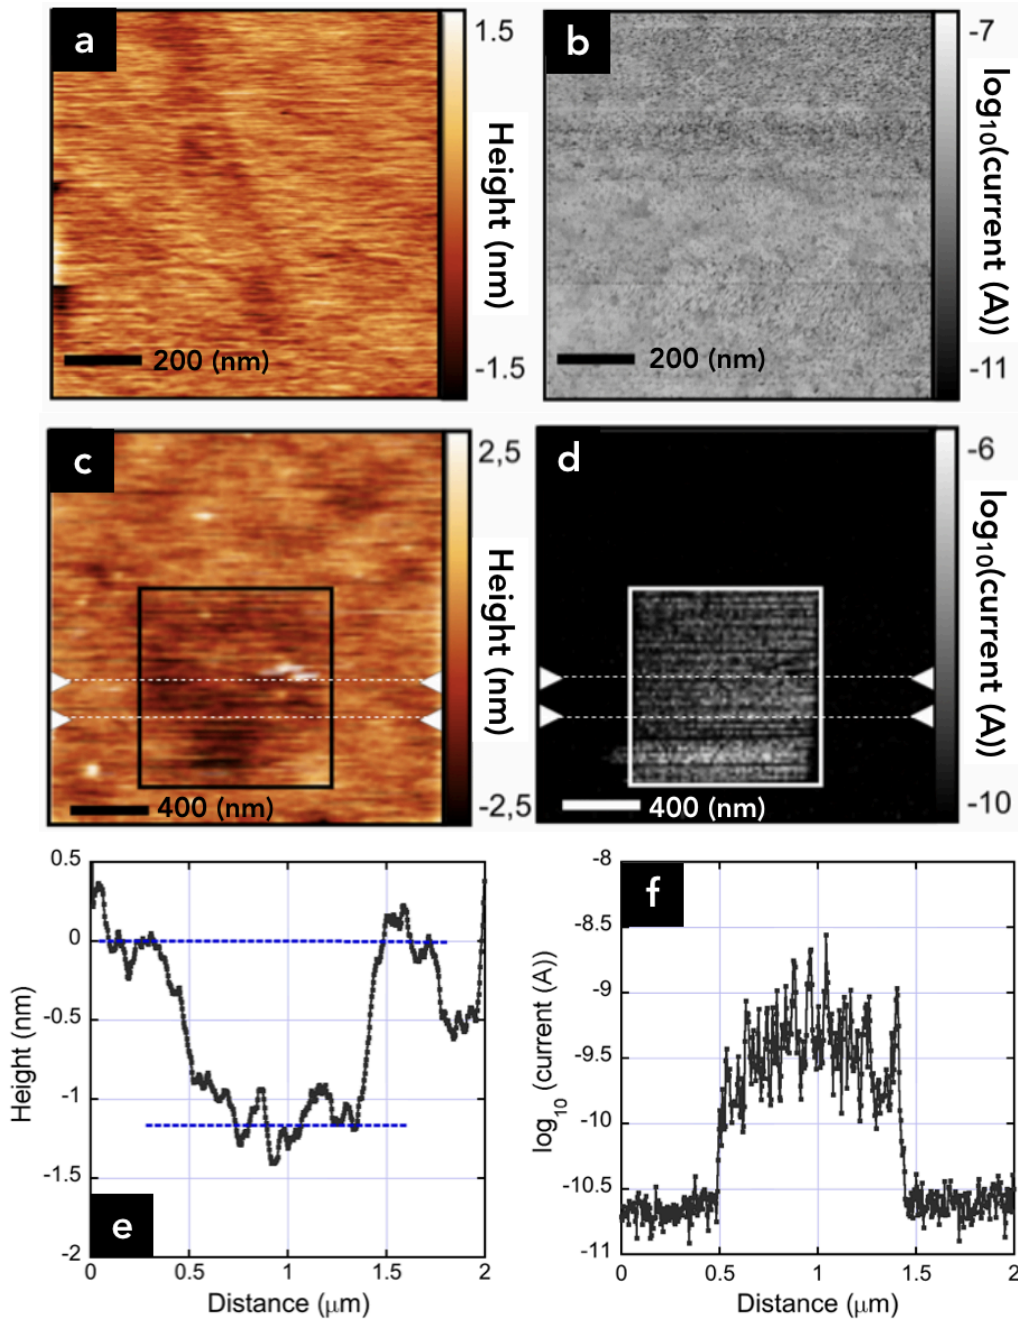 a
1.5
Height (nm)
-1.5
200 (nm)
b
-7
log10(current (A))
-11
200 (nm)
c
2,5
Height (nm)
-2,5
400 (nm)
d
-6
log10(current (A))
-10
400 (nm)
0.5
0
-0.5
-1
-1.5
-2
Height (nm)
e
0 0.5 1 1.5 2
Distance (μm)
f
-8
-8.5
-9
-9.5
-10
-10.5
-11
log10 (current (A))
0 0.5 1 1.5 2
Distance (μm)